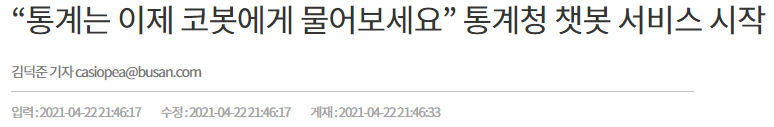 “통계는 이제 코봇에게 물어보세요” 통계청 챗봇 서비스 시작
김덕준 기자 casiopea@busan.com
입력 : 2021-04-22 21:46:17 수정 : 2021-04-22 21:46:17 게재 : 2021-04-22 21:46:33